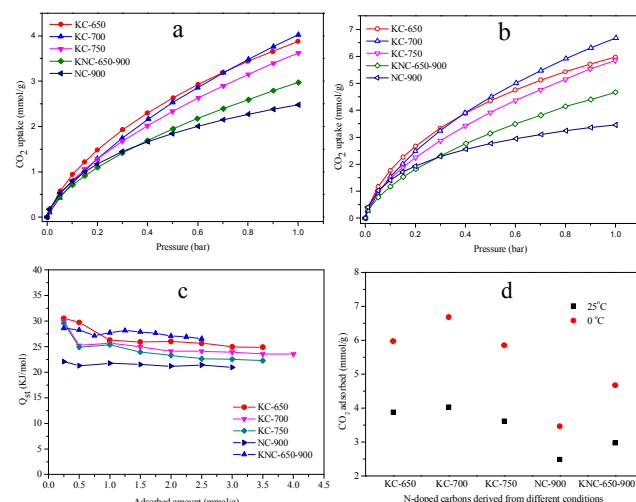 a
KC-650
KC-700
KC-750
KNC-650-900
NC-900
CO2 uptake (mmol/g)
4
3
2
1
0
0.0 0.2 0.4 0.6 0.8 1.0
Pressure (bar)
b
KC-650
KC-700
KC-750
KNC-650-900
NC-900
CO2 uptake (mmol/g)
7
6
5
4
3
2
1
0
0.0 0.2 0.4 0.6 0.8 1.0
Pressure (bar)
c
Qst (KJ/mol)
40
35
30
25
20
15
10
5
0
KC-650
KC-700
KC-750
NC-900
KNC-650-900
0.0 0.5 1.0 1.5 2.0 2.5 3.0 3.5 4.0 4.5
Adsorbed amount (mmol/g)
d
25°C
0 °C
CO2 adsorbed (mmol/g)
8
7
6
5
4
3
2
KC-650 KC-700 KC-750 NC-900 KNC-650-900
N-doped carbons derived from different conditions